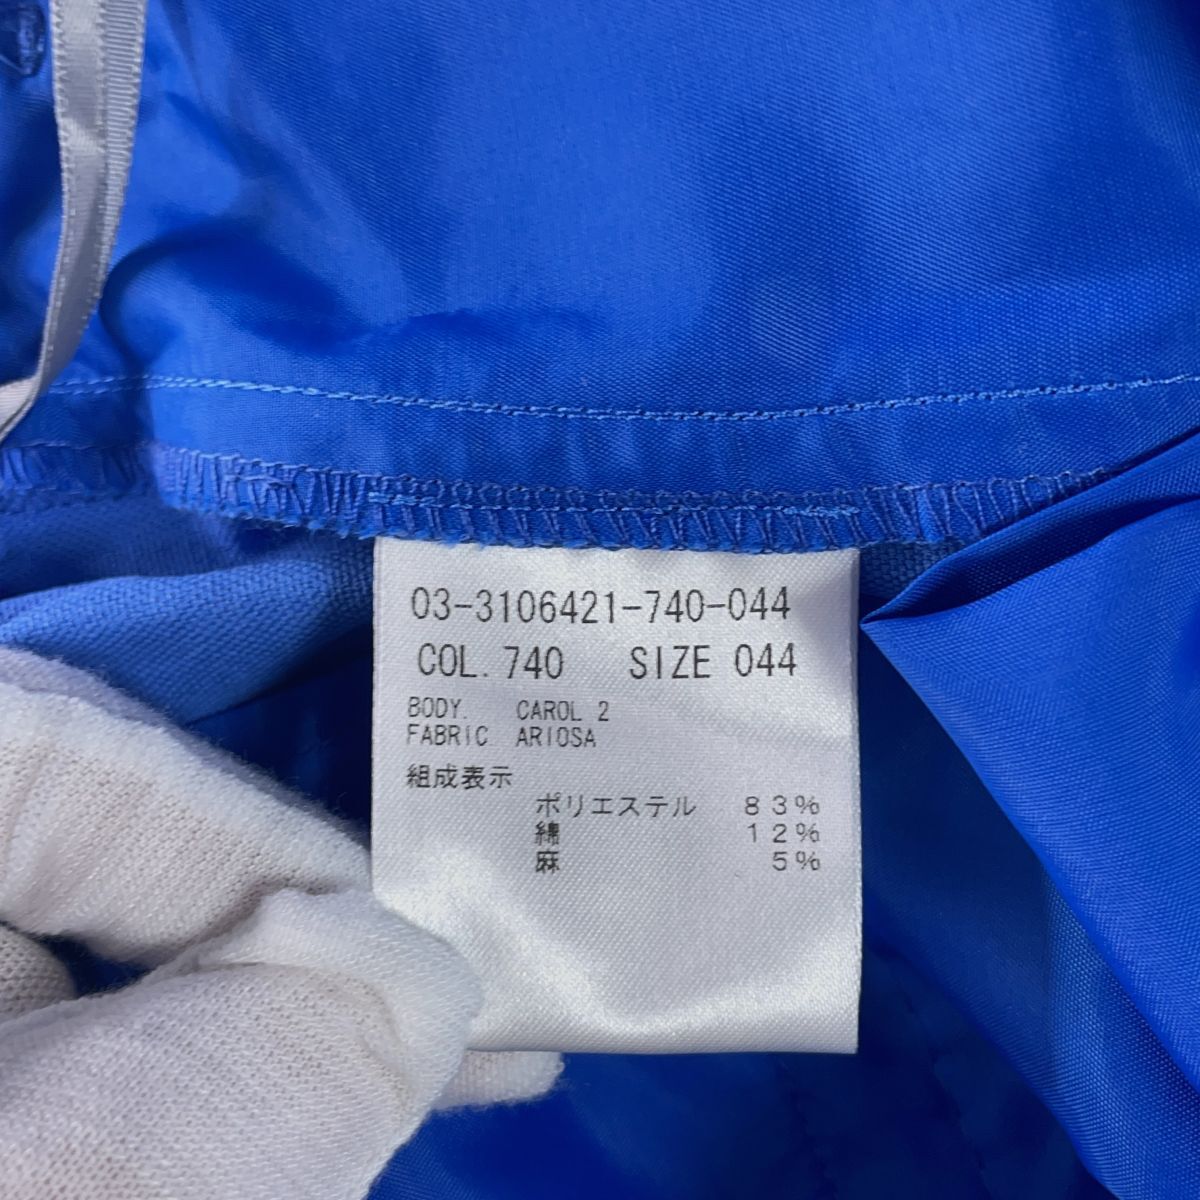 03-3106421-740-044
COL. 740 SIZE 044
BODY. CAROL 2
FABRIC ARIOSA
組成表示
ポリエステル 83%
綿 12%
麻 5%